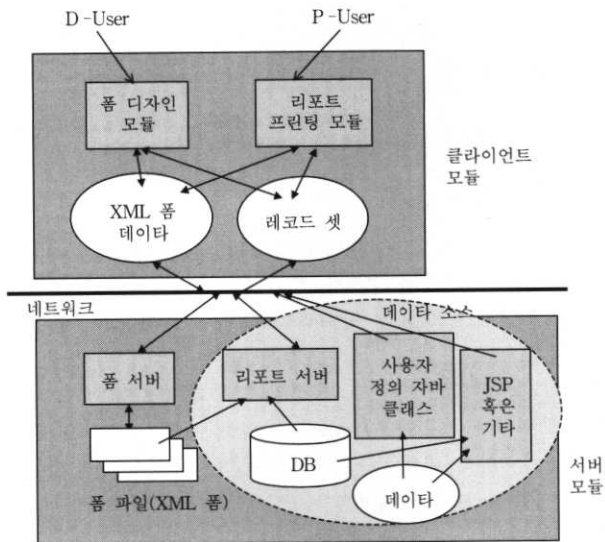 D-User
P-User
폼 디자인
모듈
리포트
프린팅 모듈
클라이언트
모듈
XML 폼
데이타
레코드 셋
네트워크
데이타 소스
폼 서버
리포트 서버
사용자
정의 자바
클래스
JSP
혹은
기타
DB
데이타
폼 파일(XML 폼)
서버
모듈